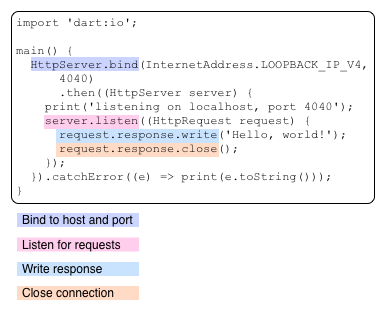 import 'dart:io';
main() {
HttpServer.bind(InternetAddress.LOOPBACK_IP_V4,
4040)
.then((HttpServer server) {
print('listening on localhost, port 4040');
server.listen((HttpRequest request) {
request.response.write('Hello, world!');
request.response.close();
});
}).catchError((e) => print(e.toString()));
}
Bind to host and port
Listen for requests
Write response
Close connection